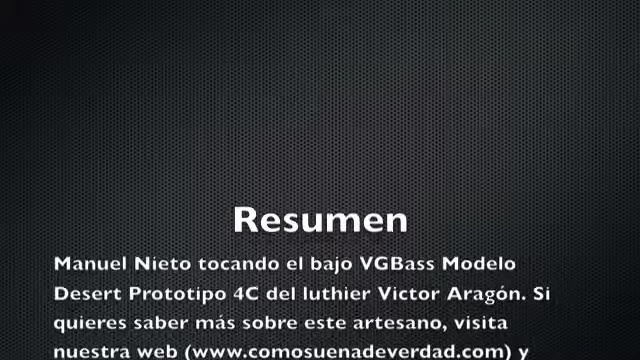 Resumen
Manuel Nieto tocando el bajo VGBass Modelo
Desert Prototipo 4C del luthier Victor Aragón. Si
quieres saber más sobre este artesano, visita
nuestra web (www.comosuenadeverdad.com) y